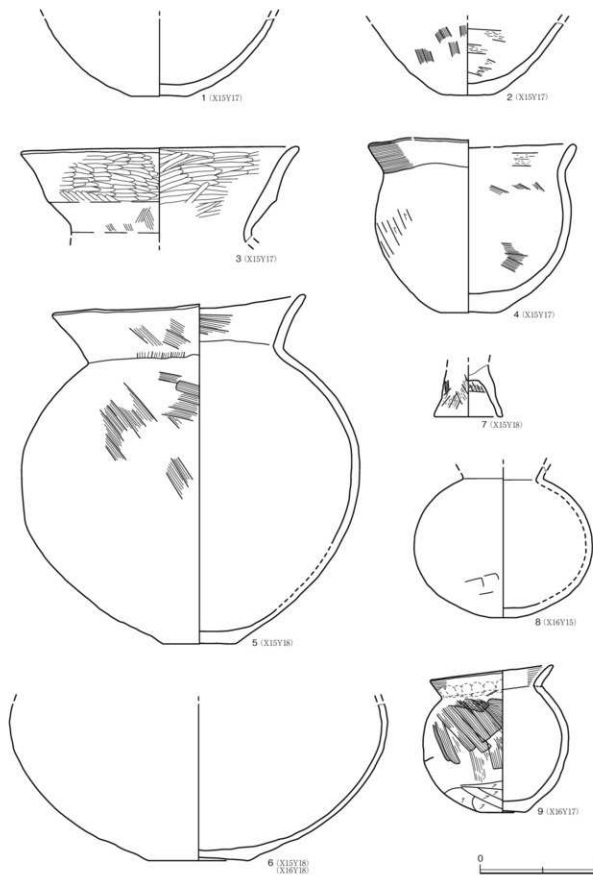 1 (X15Y17)
2 (X15Y17)
3 (X15Y17)
4 (X15Y17)
5 (X15Y18)
7 (X15Y18)
8 (X16Y15)
6 (X15Y18)
(X16Y18)
9 (X16Y17)
0